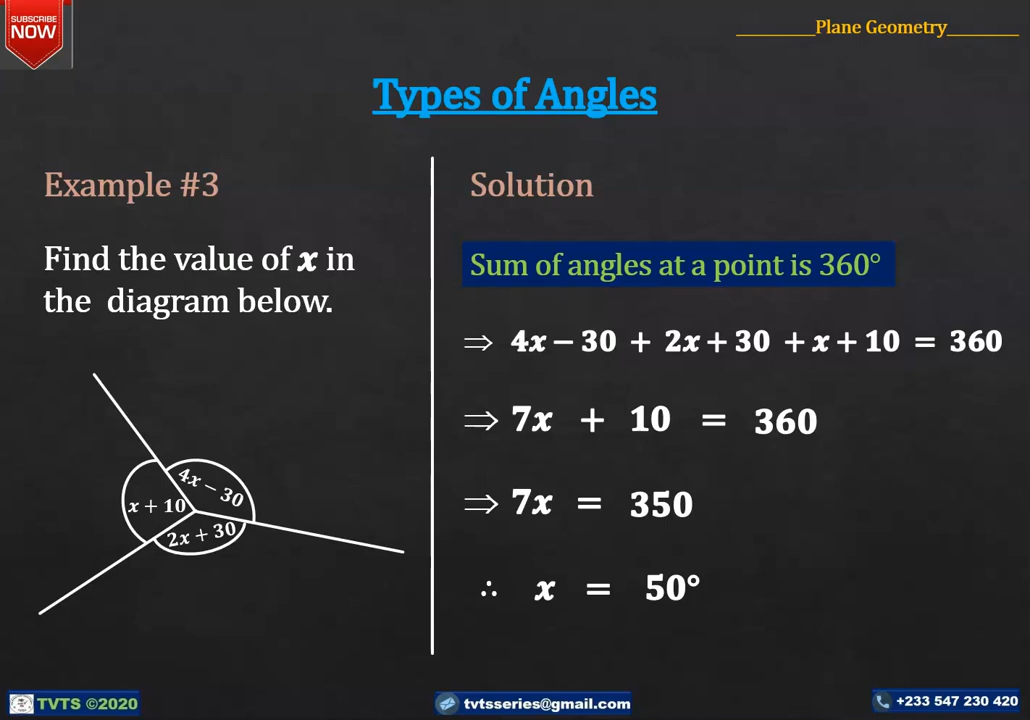 SUBSCRIBE
NOW
Plane Geometry
Types of Angles
Example #3
Find the value of x in
the diagram below.
4x − 30
x + 10
2x + 30
Solution
Sum of angles at a point is 360°
⇒ 4x − 30 + 2x + 30 + x + 10 = 360
⇒ 7x + 10 = 360
⇒ 7x = 350
∴ x = 50°
TVTS ©2020
tvtsseries@gmail.com
+233 547 230 420